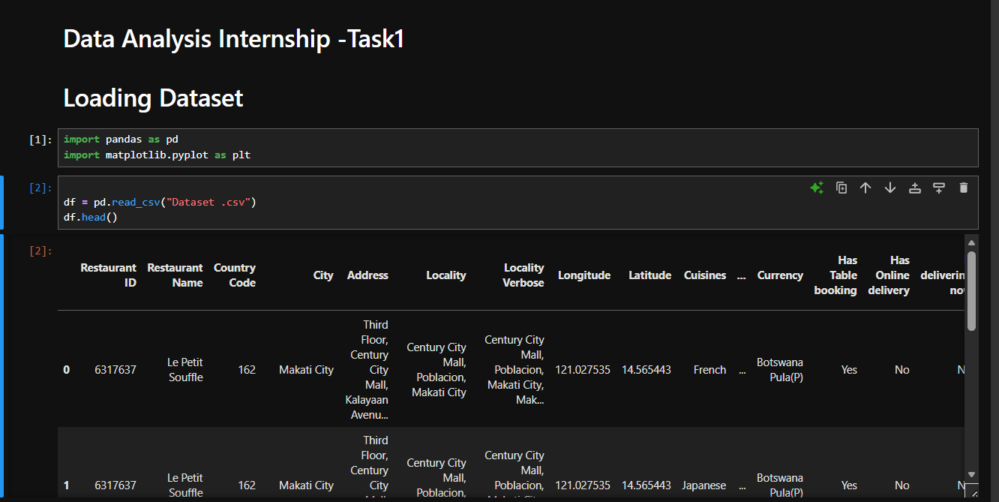 Data Analysis Internship -Task1
Loading Dataset
[1]:
import pandas as pd
import matplotlib.pyplot as plt
[2]:
df = pd.read_csv("Dataset .csv")
df.head()
[2]:
Restaurant ID Restaurant Name Country Code City Address Locality Locality Verbose Longitude Latitude Cuisines ... Currency Has Table booking Has Online delivery
0 6317637 Le Petit Souffle 162 Makati City Third Floor, Century City Mall, Kalayaan Avenu... Century City Mall, Poblacion, Makati City Century City Mall, Poblacion, Makati City, Mak... 121.027535 14.565443 French ... Botswana Pula(P) Yes No
1 6317637 Le Petit Souffle 162 Makati City Third Floor, Century City Century City Mall, Poblacion, Century City Mall, Poblacion, 121.027535 14.565443 Japanese ... Botswana Pula(P) Yes No